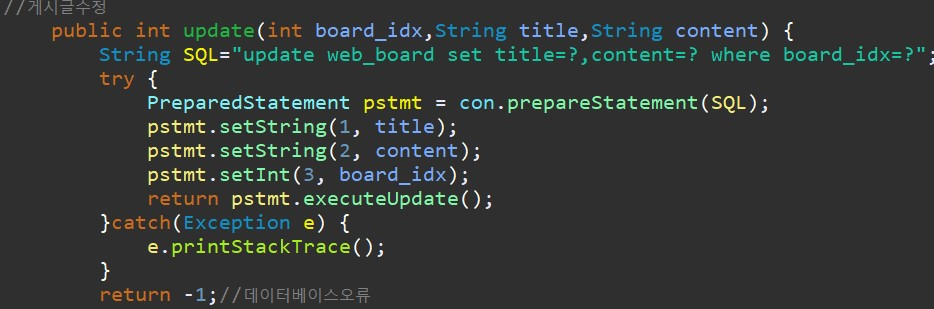 //게시글수정
public int update(int board_idx,String title,String content) {
String SQL="update web_board set title=?,content=? where board_idx=?";
try {
PreparedStatement pstmt = con.prepareStatement(SQL);
pstmt.setString(1, title);
pstmt.setString(2, content);
pstmt.setInt(3, board_idx);
return pstmt.executeUpdate();
}catch(Exception e) {
e.printStackTrace();
}
return -1;//데이터베이스오류